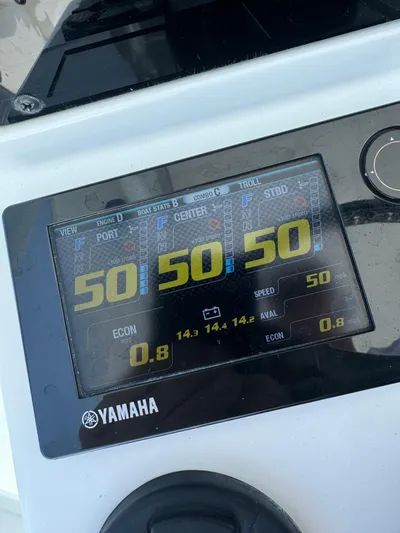 VIEW ENGINE D BOAT STATS B COMBO C TROLL
F PORT F CENTER F STBD
50 50 50
SPEED 50
ECON 14.3 14.4 14.2 AVAL
0.8 ECON 0.8
YAMAHA